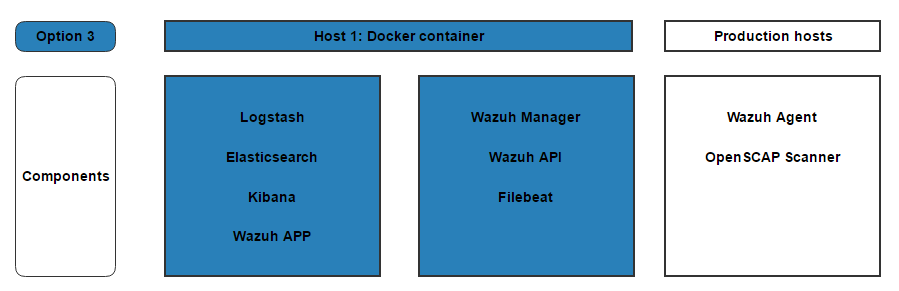 Option 3
Host 1: Docker container
Production hosts
Components
Logstash
Elasticsearch
Kibana
Wazuh APP
Wazuh Manager
Wazuh API
Filebeat
Wazuh Agent
OpenSCAP Scanner